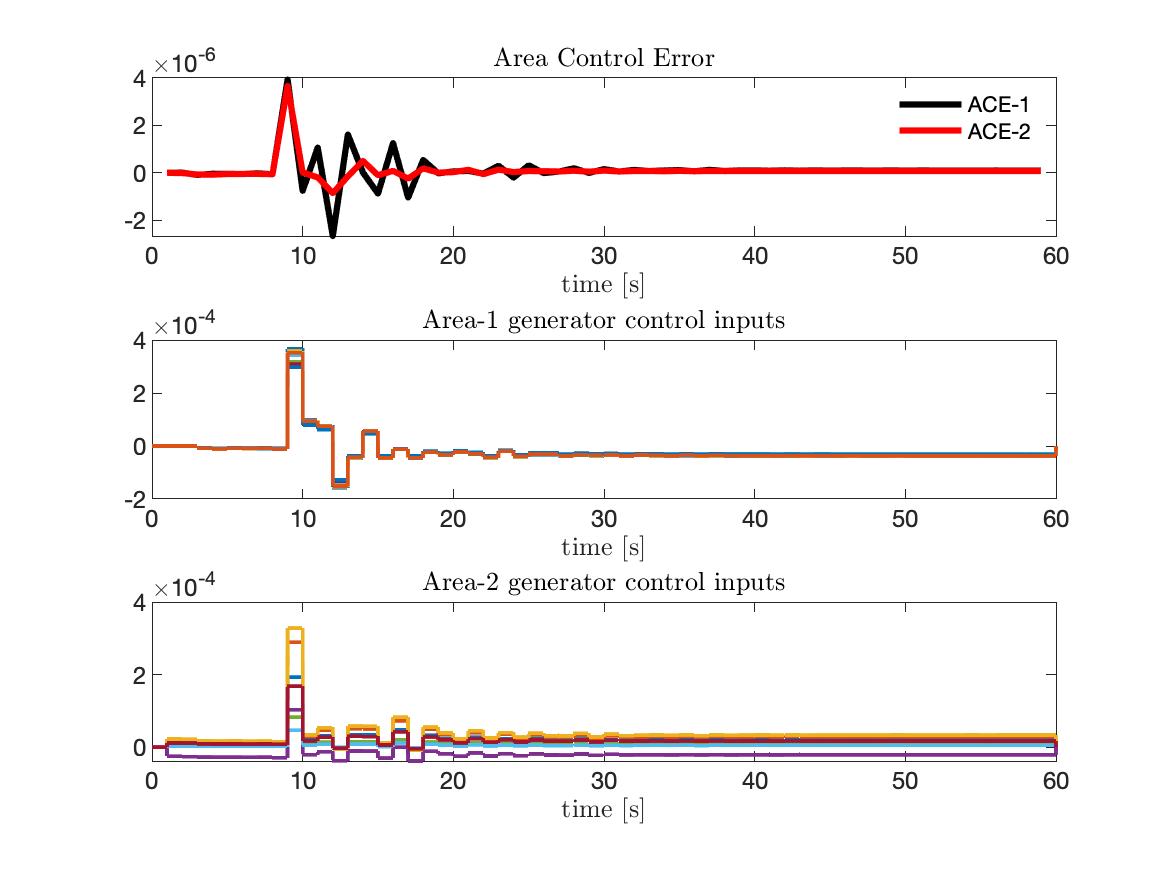 Area Control Error
×10-6
4
2
0
-2
ACE-1
ACE-2
0 10 20 30 40 50 60
time [s]
Area-1 generator control inputs
×10-4
4
2
0
-2
0 10 20 30 40 50 60
time [s]
Area-2 generator control inputs
×10-4
4
2
0
0 10 20 30 40 50 60
time [s]